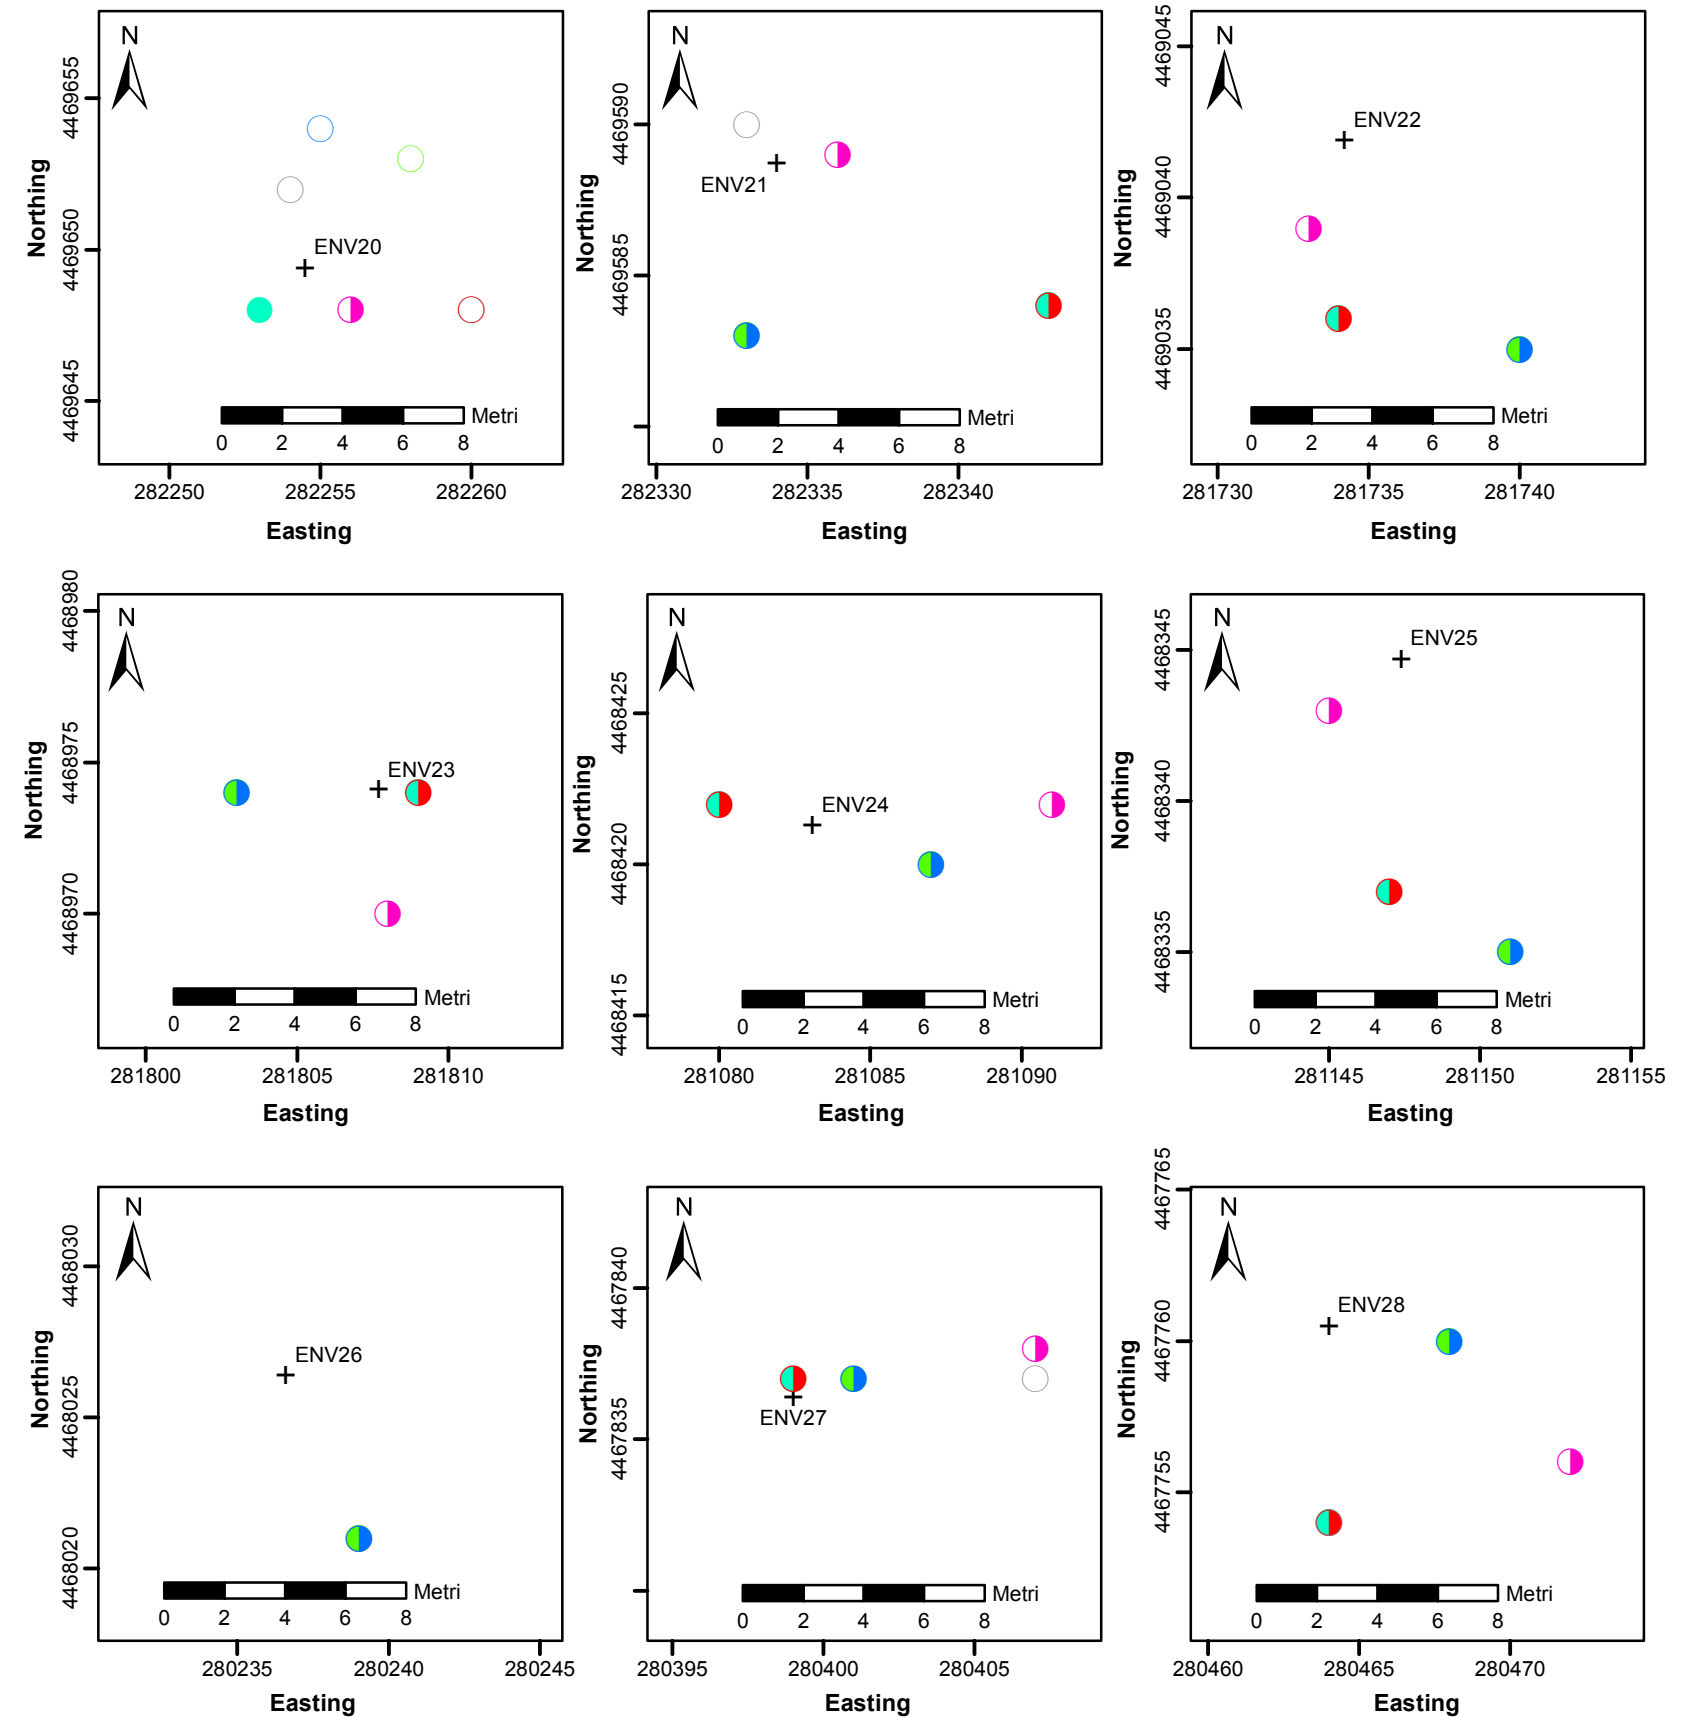 N
4469655
4469650
4469645
Northing
ENV20
Metri
0 2 4 6 8
282250 282255 282260
Easting
N
4469590
4469585
Northing
ENV21
Metri
0 2 4 6 8
282330 282335 282340
Easting
N
4469045
4469040
4469035
Northing
ENV22
Metri
0 2 4 6 8
281730 281735 281740
Easting
N
4468980
4468975
4468970
Northing
ENV23
Metri
0 2 4 6 8
281800 281805 281810
Easting
N
4468425
4468420
4468415
Northing
ENV24
Metri
0 2 4 6 8
281080 281085 281090
Easting
N
4468345
4468340
4468335
Northing
ENV25
Metri
0 2 4 6 8
281145 281150 281155
Easting
N
4468030
4468025
4468020
Northing
ENV26
Metri
0 2 4 6 8
280235 280240 280245
Easting
N
4467840
4467835
Northing
ENV27
Metri
0 2 4 6 8
280395 280400 280405
Easting
N
4467765
4467760
4467755
Northing
ENV28
Metri
0 2 4 6 8
280460 280465 280470
Easting